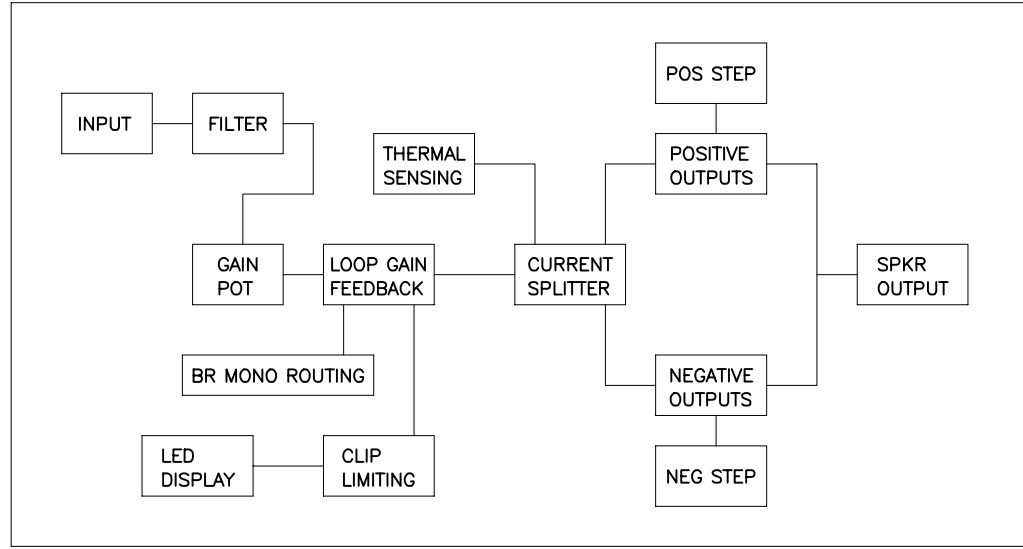 POS STEP
INPUT
FILTER
THERMAL
SENSING
POSITIVE
OUTPUTS
GAIN
POT
LOOP GAIN
FEEDBACK
CURRENT
SPLITTER
SPKR
OUTPUT
BR MONO ROUTING
NEGATIVE
OUTPUTS
LED
DISPLAY
CLIP
LIMITING
NEG STEP